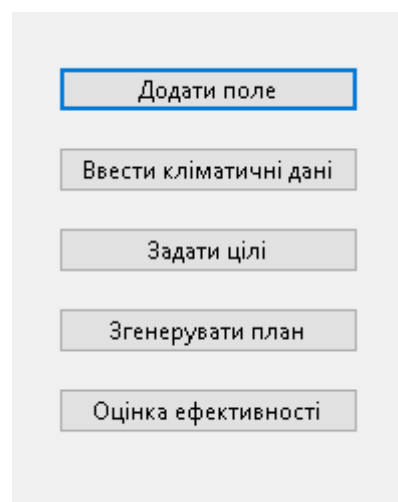 Додати поле
Ввести кліматичні дані
Задати цілі
Згенерувати план
Оцінка ефективності